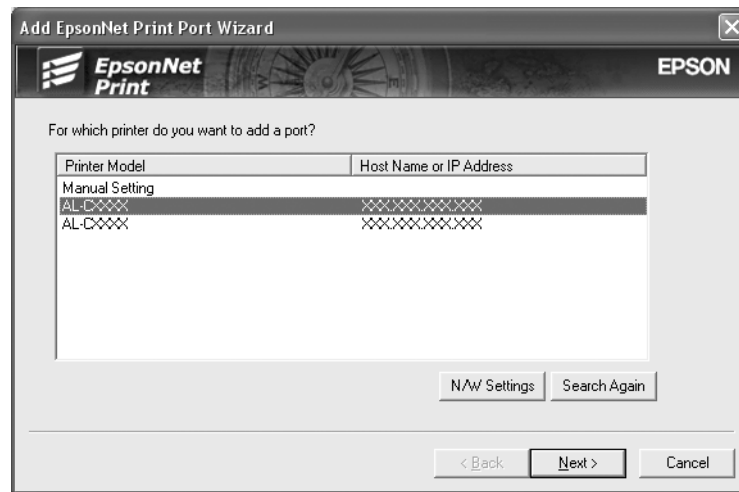 Add EpsonNet Print Port Wizard
EpsonNet
Print
EPSON
For which printer do you want to add a port?
Printer Model Host Name or IP Address
Manual Setting
AL-CXXXX XXX.XXX.XXX.XXX
AL-CXXXX XXX.XXX.XXX.XXX
N/W Settings Search Again
< Back Next > Cancel